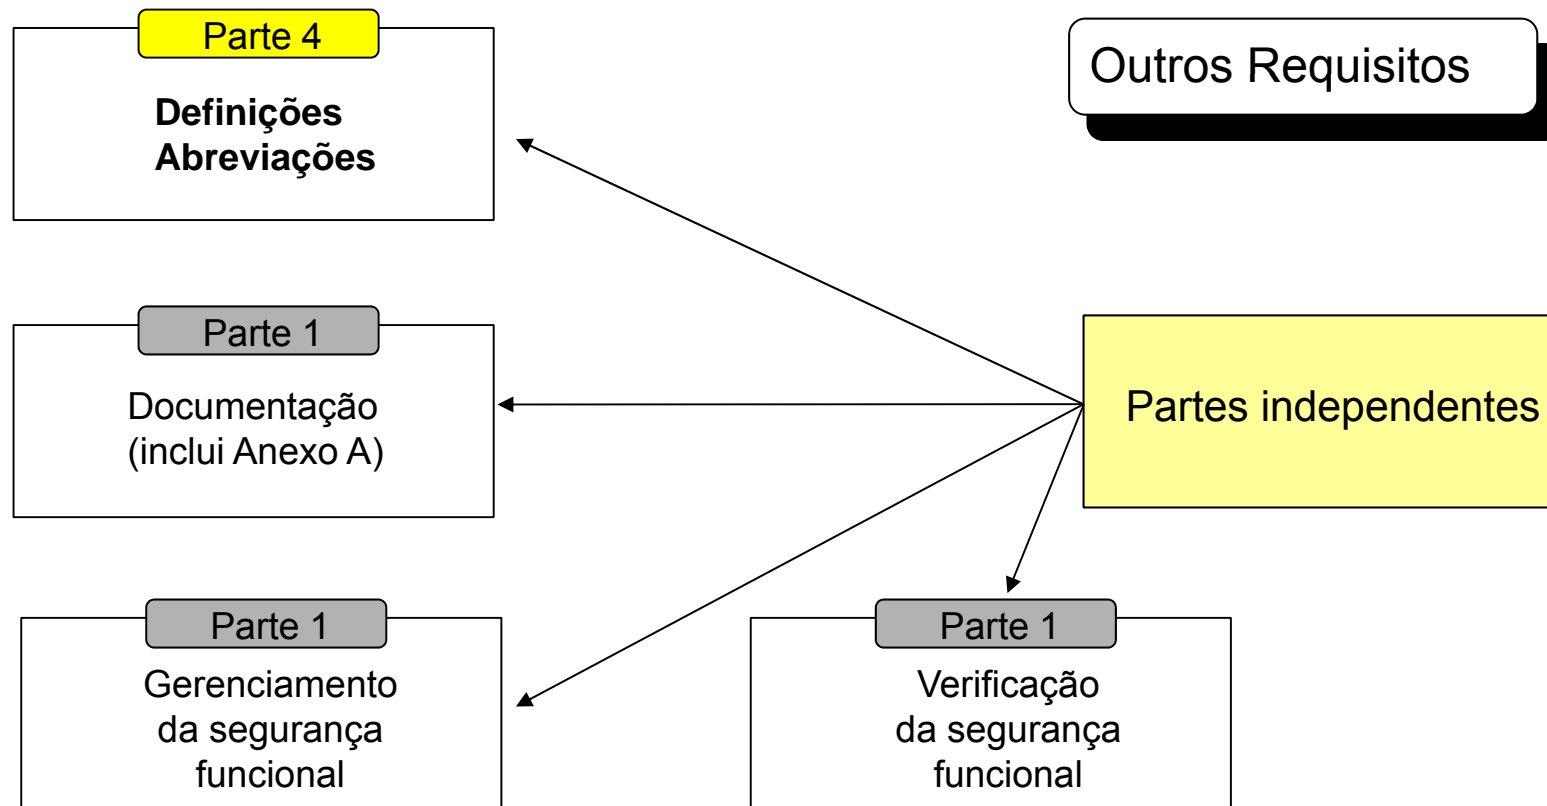 Parte 4
Outros Requisitos
Definições
Abreviações
Parte 1
Documentação
(inclui Anexo A)
Partes independentes
Parte 1
Gerenciamento
da segurança
funcional
Parte 1
Verificação
da segurança
funcional